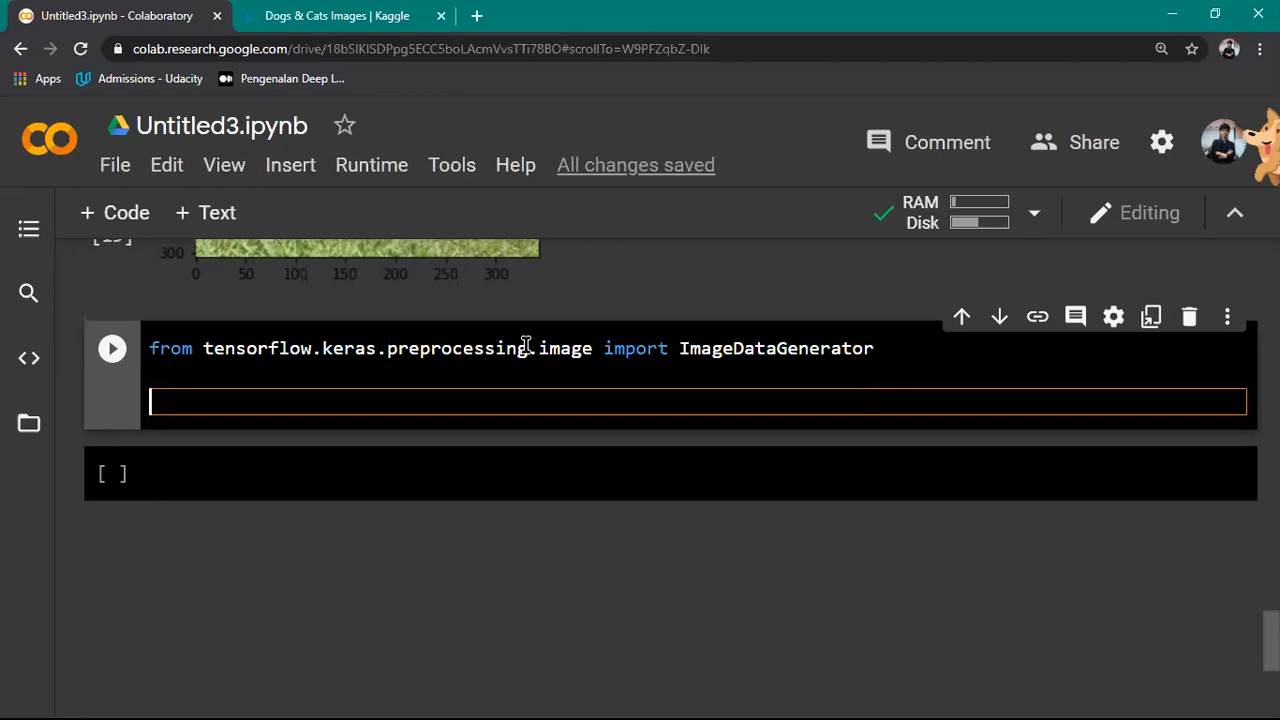 Untitled3.ipynb - Colaboratory
Dogs & Cats Images | Kaggle
colab.research.google.com/drive/18bSlKlSDPpg5ECC5boLAcmVvsTTi78BO#scrollTo=W9PFZqbZ-Dlk
Apps
Admissions - Udacity
Pengenalan Deep L...
Untitled3.ipynb
Comment
Share
File Edit View Insert Runtime Tools Help All changes saved
+ Code + Text
RAM
Disk
Editing
300
0 50 100 150 200 250 300
from tensorflow.keras.preprocessing.image import ImageDataGenerator
[ ]